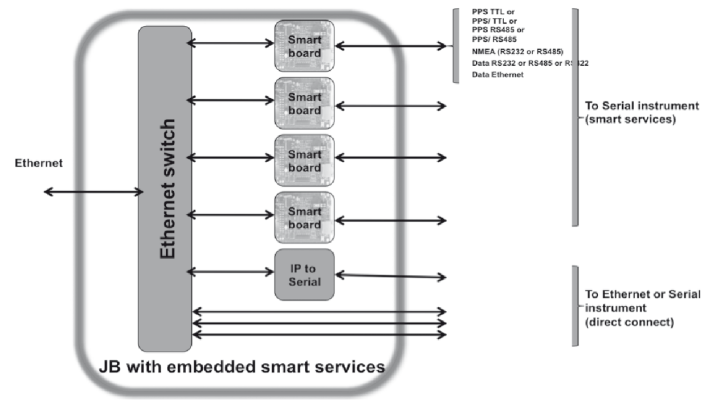 PPS TTL or
PPS/ TTL or
PPS RS485 or
PPS/ RS485
NMEA (RS232 or RS485)
Data RS232 or RS485 or RS422
Data Ethernet
Smart
board
Smart
board
To Serial instrument
(smart services)
Ethernet switch
Smart
board
Ethernet
Smart
board
IP to
Serial
To Ethernet or Serial
instrument
(direct connect)
JB with embedded smart services